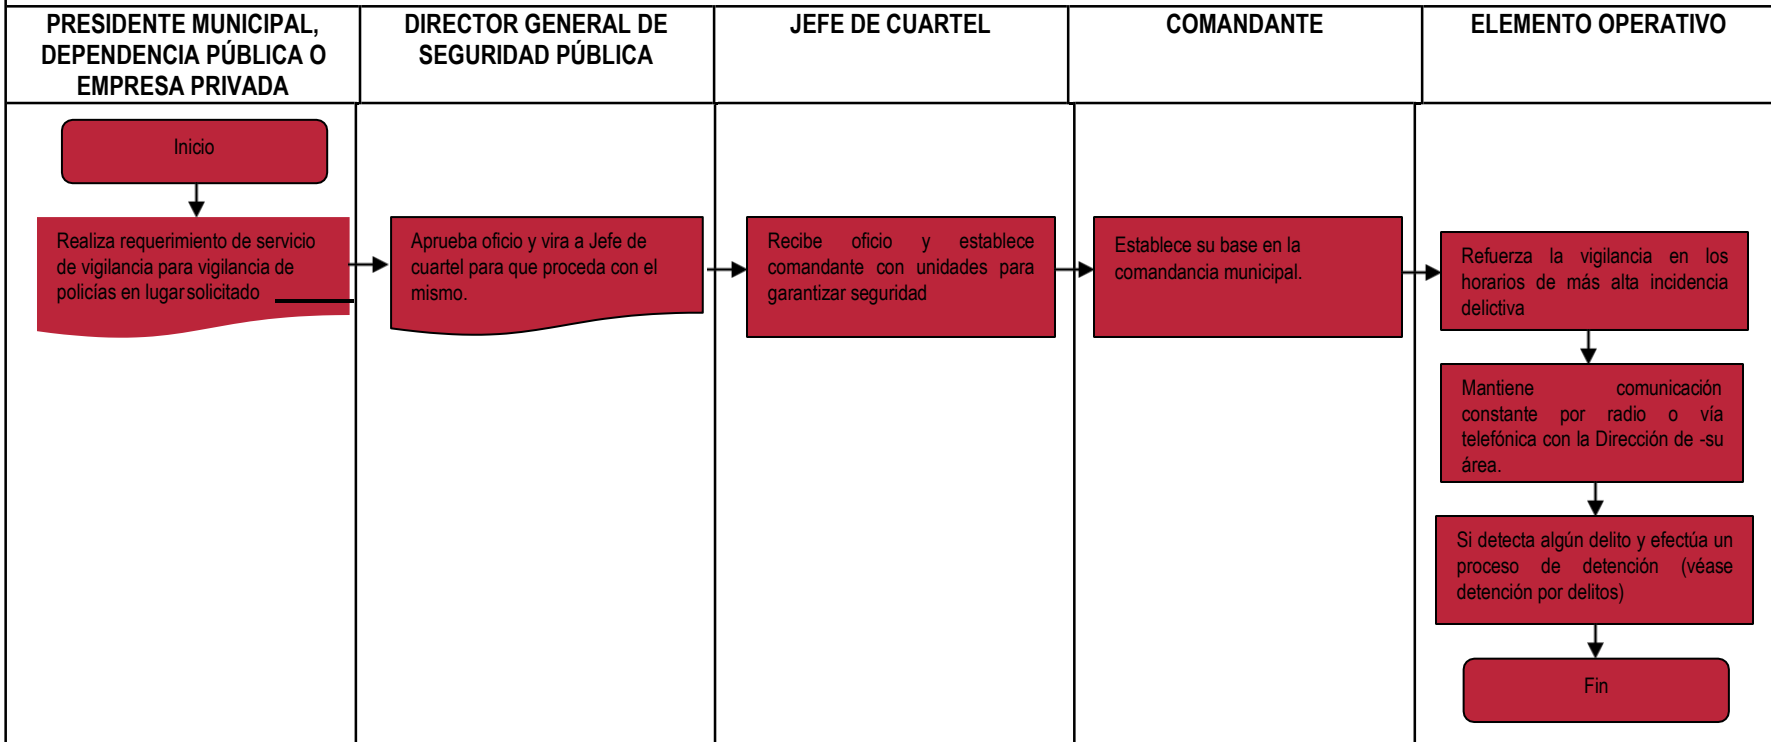 PRESIDENTE MUNICIPAL,
DEPENDENCIA PÚBLICA O
EMPRESA PRIVADA
DIRECTOR GENERAL DE
SEGURIDAD PÚBLICA
JEFE DE CUARTEL
COMANDANTE
ELEMENTO OPERATIVO
Inicio
Realiza requerimiento de servicio
de vigilancia para vigilancia de
policías en lugar solicitado
Aprueba oficio y vira a Jefe de
cuartel para que proceda con el
mismo.
Recibe oficio y establece
comandante con unidades para
garantizar seguridad
Establece su base en la
comandancia municipal.
Refuerza la vigilancia en los
horarios de más alta incidencia
delictiva
Mantiene comunicación
constante por radio o vía
telefónica con la Dirección de -su
área.
Si detecta algún delito y efectúa un
proceso de detención (véase
detención por delitos)
Fin